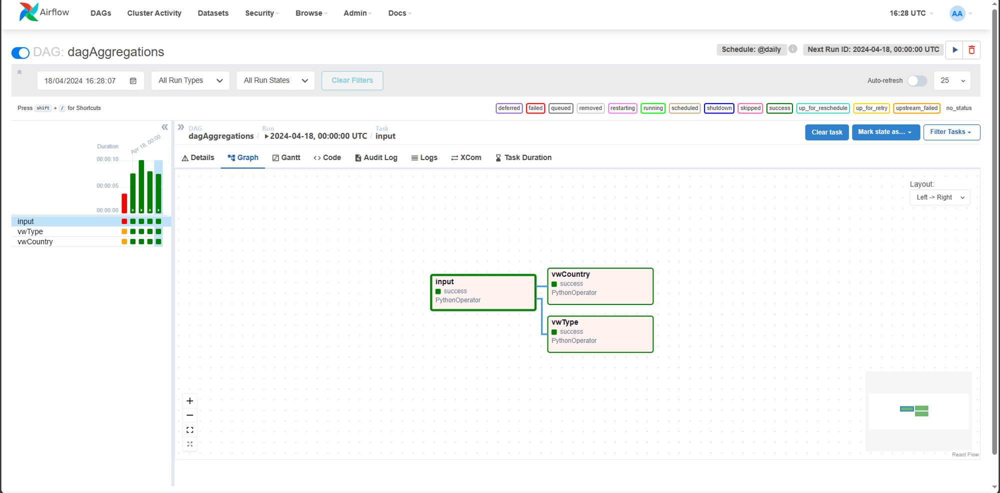 Airflow DAGs Cluster Activity Datasets Security Browse Admin Docs 16:28 UTC AA
DAG: dagAggregations Schedule: @daily i Next Run ID: 2024-04-18, 00:00:00 UTC
18/04/2024 16:28:07 All Run Types All Run States Clear Filters Auto-refresh 25
Press shift + / for Shortcuts deferred failed queued removed restarting running scheduled shutdown skipped success up_for_reschedule up_for_retry upstream_failed no_status
Duration
Apr 18, 00:00
00:00:10
00:00:05
00:00:00
input
vwType
vwCountry
DAG Run Task
dagAggregations / 2024-04-18, 00:00:00 UTC / input
Clear task Mark state as... Filter Tasks
Details Graph Gantt <> Code Audit Log Logs XCom Task Duration
Layout:
Left -> Right
input
success
PythonOperator
vwCountry
success
PythonOperator
vwType
success
PythonOperator
React Flow